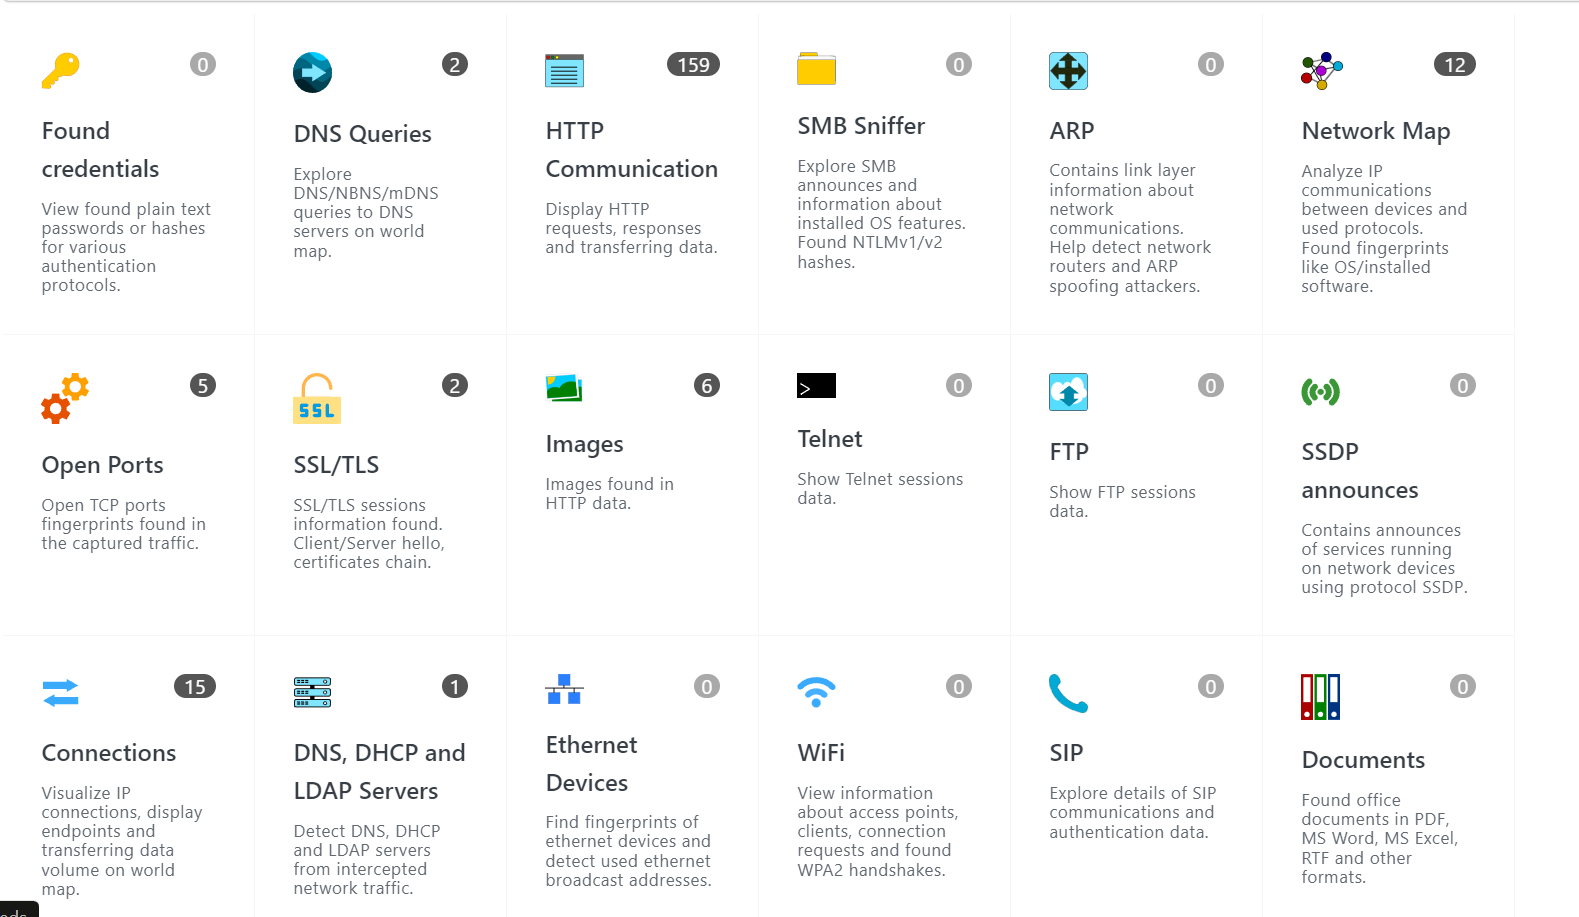 0
Found
credentials
View found plain text
passwords or hashes
for various
authentication
protocols.
2
DNS Queries
Explore
DNS/NBNS/mDNS
queries to DNS
servers on world
map.
159
HTTP
Communication
Display HTTP
requests, responses
and transferring data.
0
SMB Sniffer
Explore SMB
announces and
information about
installed OS features.
Found NTLMv1/v2
hashes.
0
ARP
Contains link layer
information about
network
communications.
Help detect network
routers and ARP
spoofing attackers.
12
Network Map
Analyze IP
communications
between devices and
used protocols.
Found fingerprints
like OS/installed
software.
5
Open Ports
Open TCP ports
fingerprints found in
the captured traffic.
SSL
2
SSL/TLS
SSL/TLS sessions
information found.
Client/Server hello,
certificates chain.
6
Images
Images found in
HTTP data.
>_
0
Telnet
Show Telnet sessions
data.
0
FTP
Show FTP sessions
data.
0
SSDP
announces
Contains announces
of services running
on network devices
using protocol SSDP.
15
Connections
Visualize IP
connections, display
endpoints and
transferring data
volume on world
map.
1
DNS, DHCP and
LDAP Servers
Detect DNS, DHCP
and LDAP servers
from intercepted
network traffic.
0
Ethernet
Devices
Find fingerprints of
ethernet devices and
detect used ethernet
broadcast addresses.
0
WiFi
View information
about access points,
clients, connection
requests and found
WPA2 handshakes.
0
SIP
Explore details of SIP
communications and
authentication data.
0
Documents
Found office
documents in PDF,
MS Word, MS Excel,
RTF and other
formats.